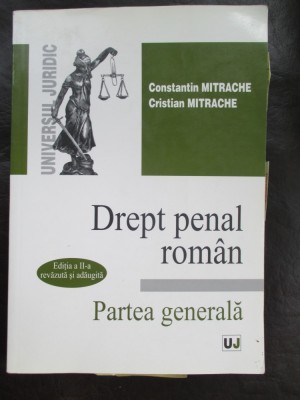 UNIVERSUL JURIDIC
Constantin MITRACHE
Cristian MITRACHE
Drept penal
român
Ediția a II-a
revăzută și adăugită
Partea generală
UJ